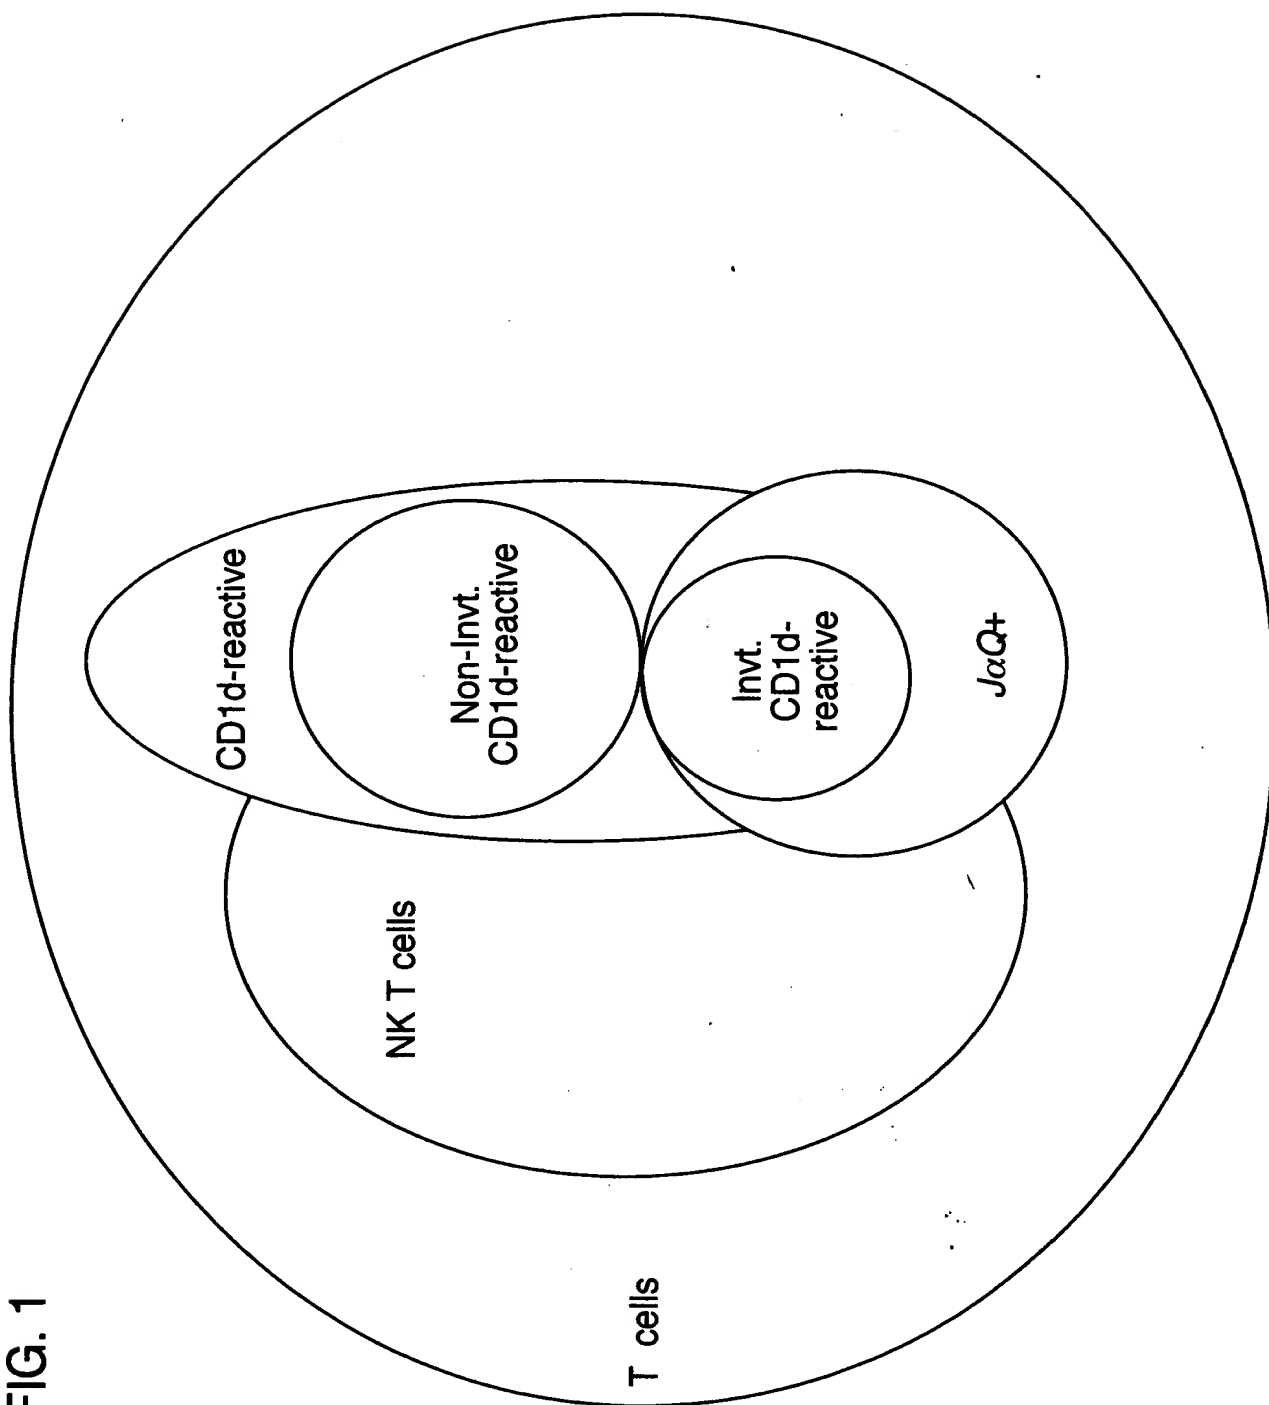 FIG. 1
T cells
NK T cells
CD1d-reactive
Non-Invt.
CD1d-reactive
Invt.
CD1d-
reactive
JαQ+